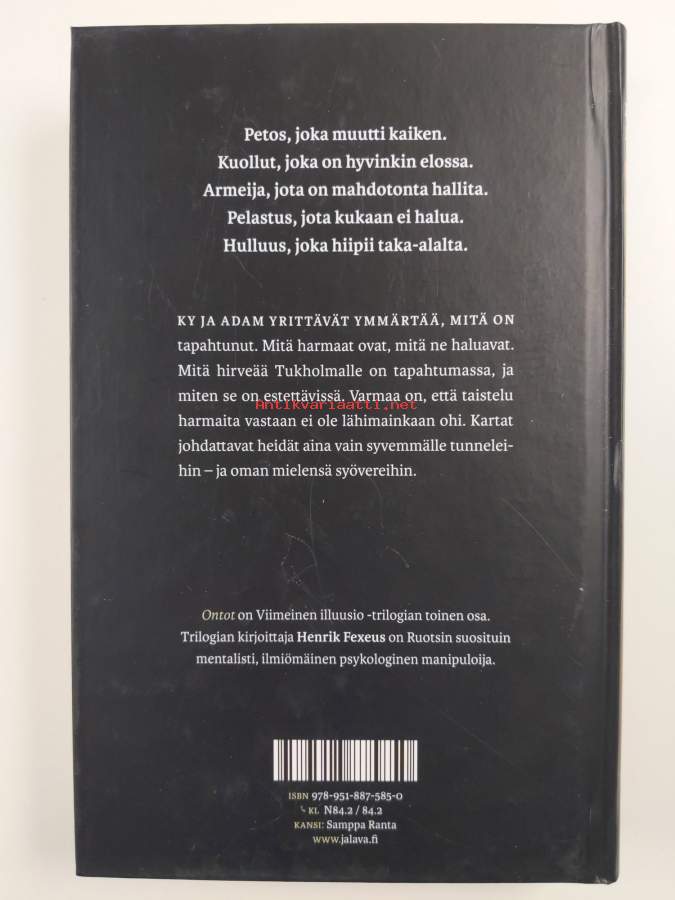 Petos, joka muutti kaiken.
Kuollut, joka on hyvinkin elossa.
Armeija, jota on mahdotonta hallita.
Pelastus, jota kukaan ei halua.
Hulluus, joka hiipii taka-alalta.
KY JA ADAM YRITTÄVÄT YMMÄRTÄÄ, MITÄ ON
tapahtunut. Mitä harmaat ovat, mitä ne haluavat.
Mitä hirveää Tukholmalle on tapahtumassa, ja
miten se on estettävissä. Varmaa on, että taistelu
Antikvariaatti.net
harmaita vastaan ei ole lähimainkaan ohi. Kartat
johdattavat heidät aina vain syvemmälle tunnelei-
hin – ja oman mielensä syövereihin.
Ontot on Viimeinen illuusio -trilogian toinen osa.
Trilogian kirjoittaja Henrik Fexeus on Ruotsin suosituin
mentalisti, ilmiömäinen psykologinen manipuloija.
ISBN 978-951-887-585-0
KL N84.2 / 84.2
KANSI: Samppa Ranta
www.jalava.fi